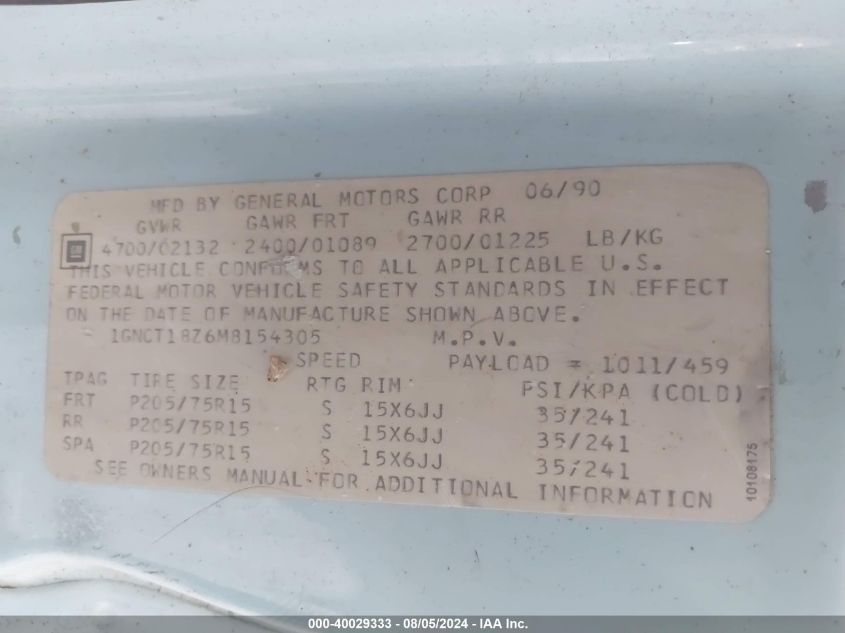 MFD BY GENERAL MOTORS CORP 06/90
GVWR GAWR FRT GAWR RR
GM 4700/02132 2400/01089 2700/01225 LB/KG
THIS VEHICLE CONFORMS TO ALL APPLICABLE U.S.
FEDERAL MOTOR VEHICLE SAFETY STANDARDS IN EFFECT
ON THE DATE OF MANUFACTURE SHOWN ABOVE.
1GNCT18Z6M8154305 M.P.V.
SPEED PAYLOAD = 1011/459
TPAG TIRE SIZE RTG RIM PSI/KPA (COLD)
FRT P205/75R15 S 15X6JJ 35/241
RR P205/75R15 S 15X6JJ 35/241
SPA P205/75R15 S 15X6JJ 35/241
SEE OWNERS MANUAL FOR ADDITIONAL INFORMATION
10108175
000-40029333 - 08/05/2024 - IAA Inc.